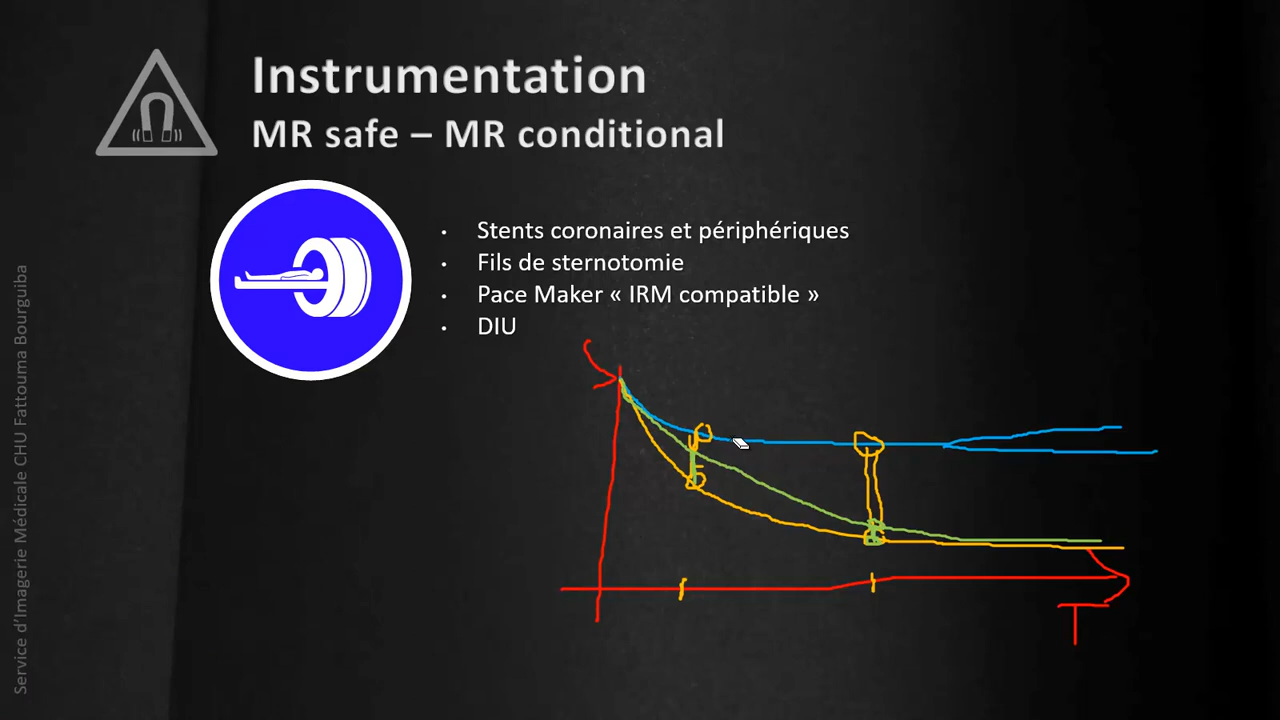 Instrumentation
MR safe – MR conditional
• Stents coronaires et périphériques
• Fils de sternotomie
• Pace Maker « IRM compatible »
• DIU
T
Service d'Imagerie Médicale CHU Fattouma Bourguiba